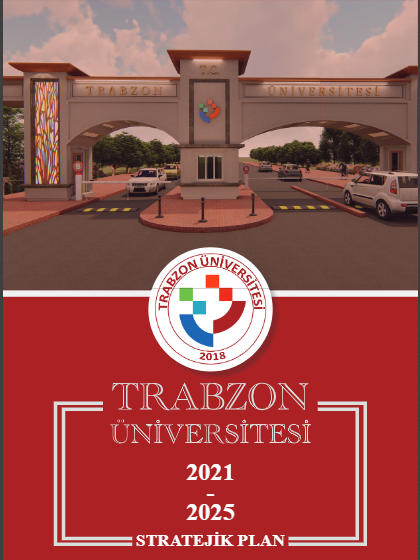 T.C.
TRABZON ÜNİVERSİTESİ
TRABZON ÜNİVERSİTESİ
2018
TRABZON
ÜNİVERSİTESİ
2021
-
2025
STRATEJİK PLAN